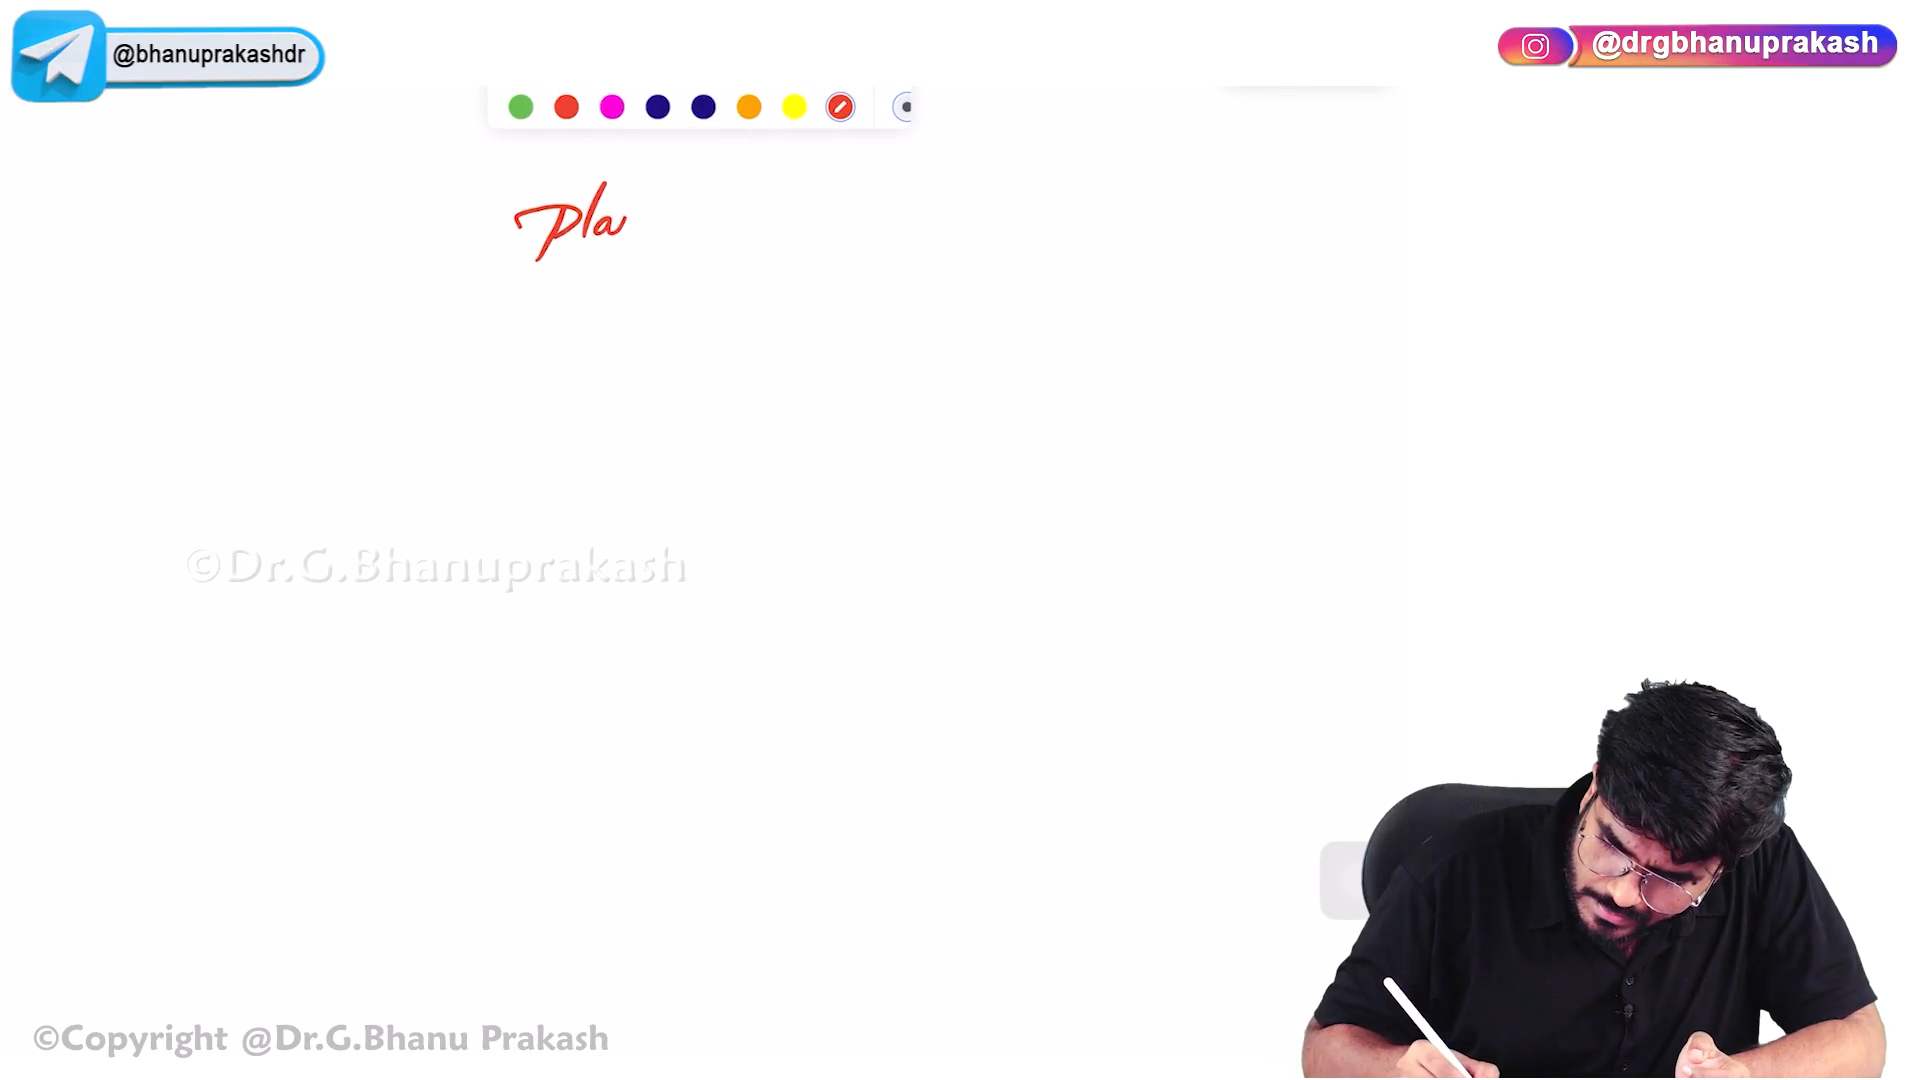 @bhanuprakashdr
@drgbhanuprakash
pla
©Dr.G.Bhanuprakash
©Copyright @Dr.G.Bhanu Prakash